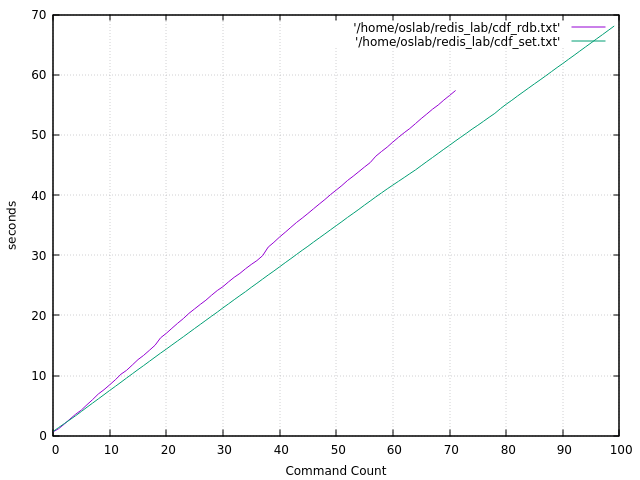 70
60
50
40
30
20
10
0
seconds
'/home/oslab/redis_lab/cdf_rdb.txt'
'/home/oslab/redis_lab/cdf_set.txt'
0 10 20 30 40 50 60 70 80 90 100
Command Count